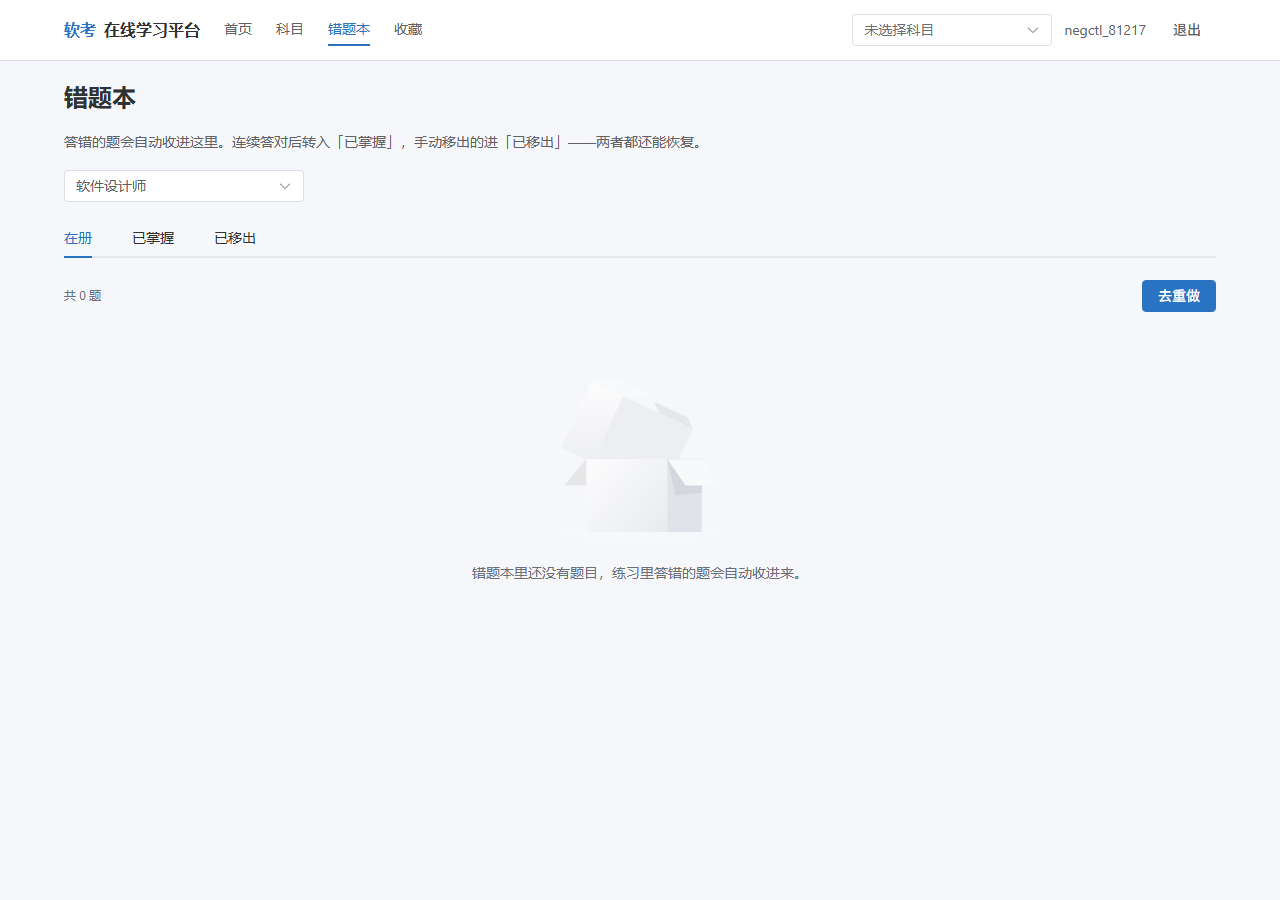 软考 在线学习平台 首页 科目 错题本 收藏 未选择科目 negctl_81217 退出
错题本
答错的题会自动收进这里。连续答对后转入「已掌握」，手动移出的进「已移出」——两者都还能恢复。
软件设计师
在册 已掌握 已移出
共 0 题 去重做
错题本里还没有题目，练习里答错的题会自动收进来。